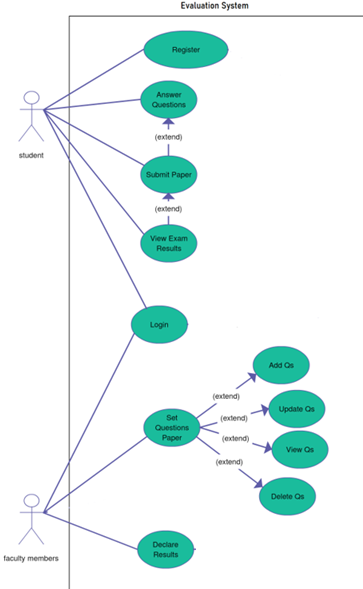 Evaluation System
Register
Answer
Questions
(extend)
student
Submit Paper
(extend)
View Exam
Results
Login
Add Qs
(extend)
Update Qs
Set
Questions
Paper
(extend)
(extend)
View Qs
(extend)
Delete Qs
Declare
Results
faculty members